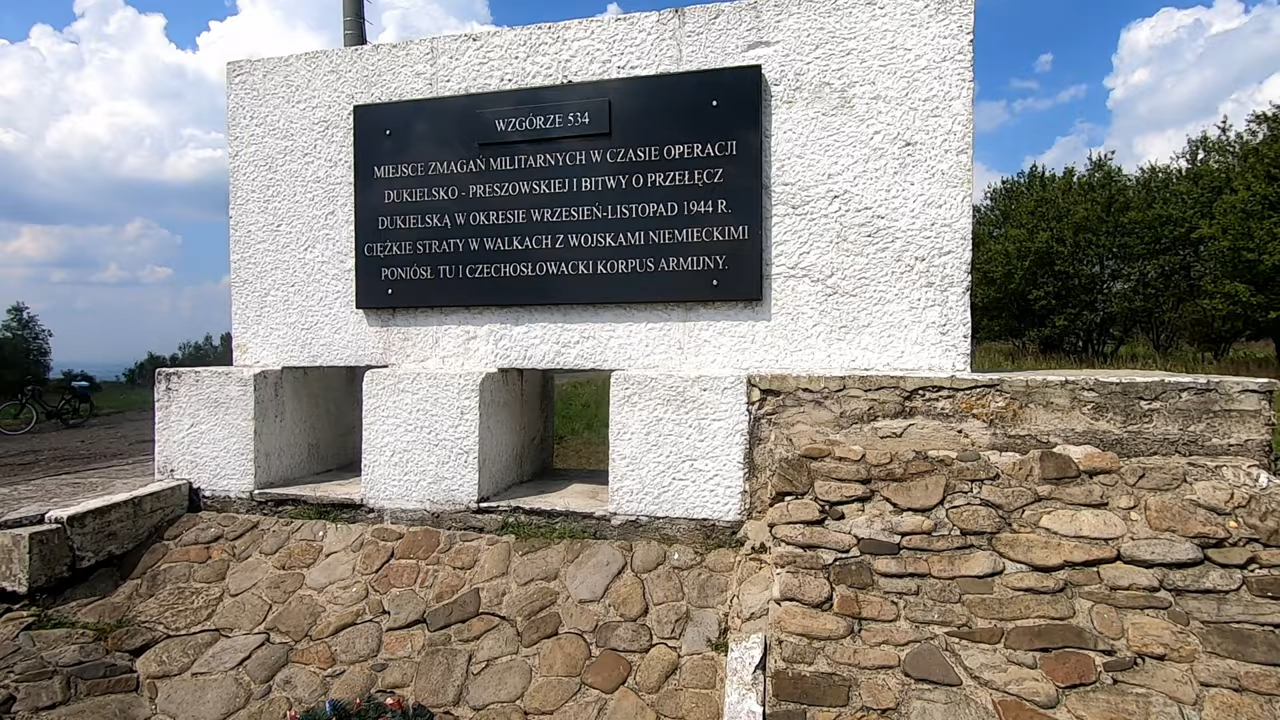 WZGÓRZE 534
MIEJSCE ZMAGAŃ MILITARNYCH W CZASIE OPERACJI
DUKIELSKO - PRESZOWSKIEJ I BITWY O PRZEŁĘCZ
DUKIELSKĄ W OKRESIE WRZESIEŃ-LISTOPAD 1944 R.
CIĘŻKIE STRATY W WALKACH Z WOJSKAMI NIEMIECKIMI
PONIÓSŁ TU I CZECHOSŁOWACKI KORPUS ARMIJNY.